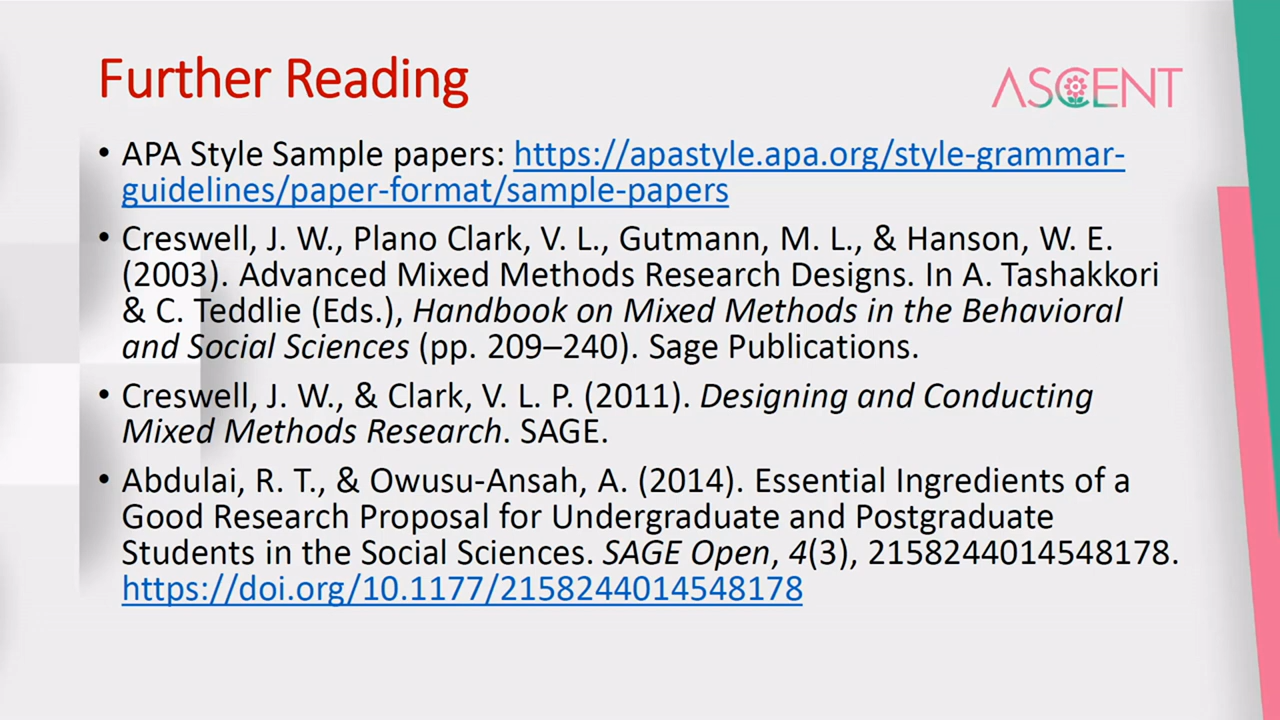 Further Reading
ASCENT
• APA Style Sample papers: https://apastyle.apa.org/style-grammar-
guidelines/paper-format/sample-papers
• Creswell, J. W., Plano Clark, V. L., Gutmann, M. L., & Hanson, W. E.
(2003). Advanced Mixed Methods Research Designs. In A. Tashakkori
& C. Teddlie (Eds.), Handbook on Mixed Methods in the Behavioral
and Social Sciences (pp. 209–240). Sage Publications.
• Creswell, J. W., & Clark, V. L. P. (2011). Designing and Conducting
Mixed Methods Research. SAGE.
• Abdulai, R. T., & Owusu-Ansah, A. (2014). Essential Ingredients of a
Good Research Proposal for Undergraduate and Postgraduate
Students in the Social Sciences. SAGE Open, 4(3), 2158244014548178.
https://doi.org/10.1177/2158244014548178